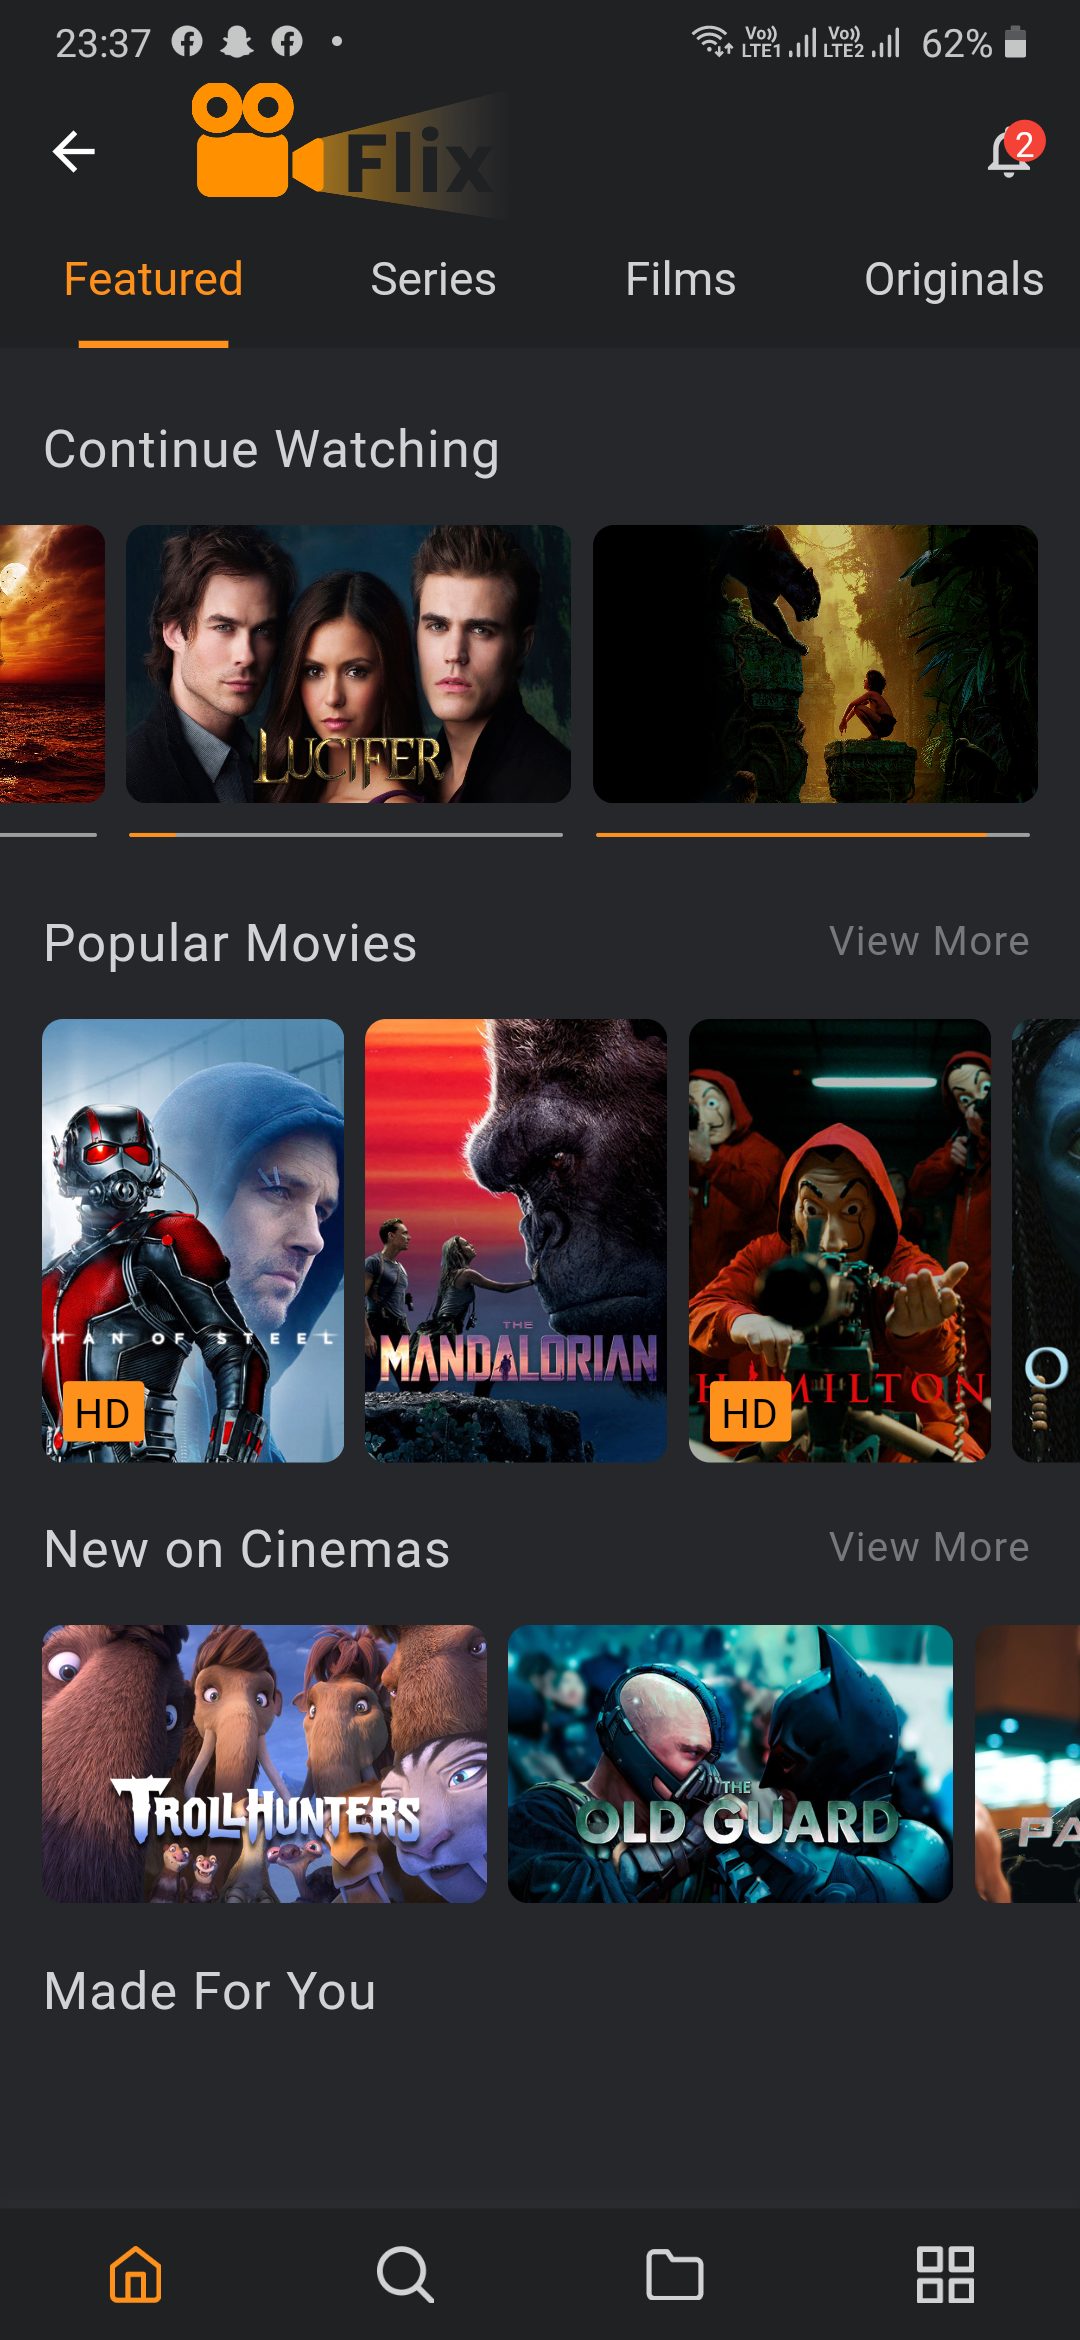 23:37
Vo)) LTE1 Vo)) LTE2 62%
Flix
2
Featured Series Films Originals
Continue Watching
LUCIFER
Popular Movies View More
MAN OF STEEL
HD
THE
MANDALORIAN
HAMILTON
HD
O
New on Cinemas View More
TROLLHUNTERS
THE
OLD GUARD
PA
Made For You